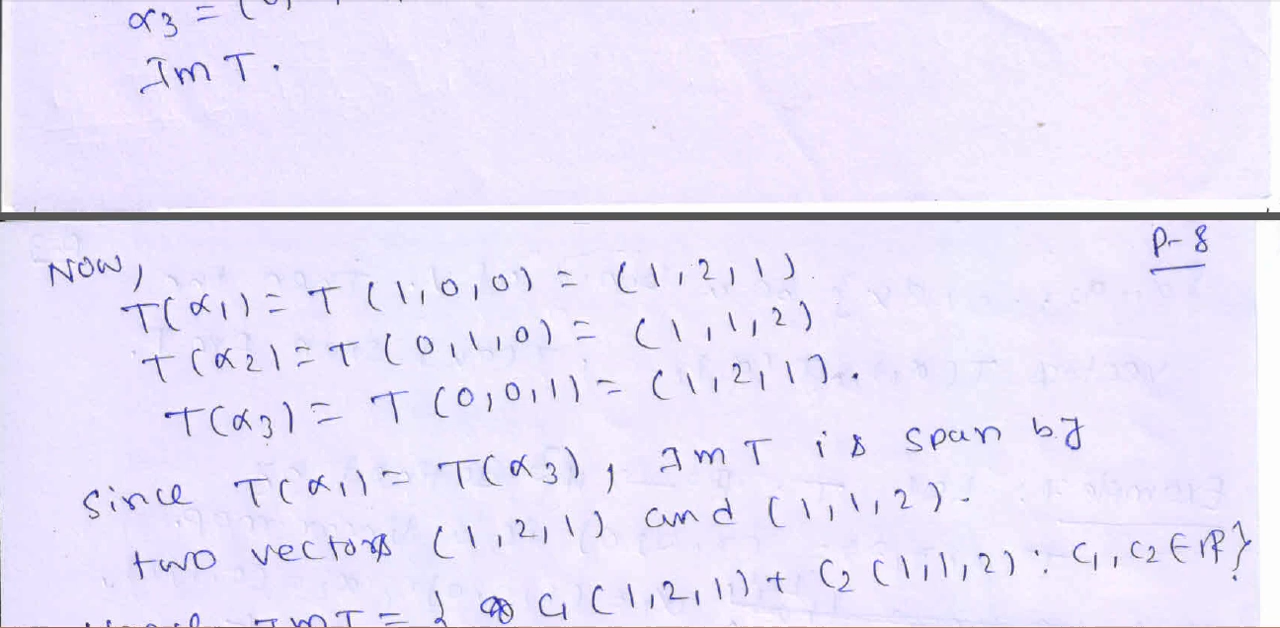 α3 = (0,
Im T.
P-8
Now,
T(α1) = T(1,0,0) = (1,2,1)
T(α2) = T(0,1,0) = (1,1,2)
T(α3) = T(0,0,1) = (1,2,1).
since T(α1) = T(α3), Im T is span by
two vectors (1,2,1) and (1,1,2).
Im T = { C1(1,2,1) + C2(1,1,2) : C1, C2 ∈ IR }